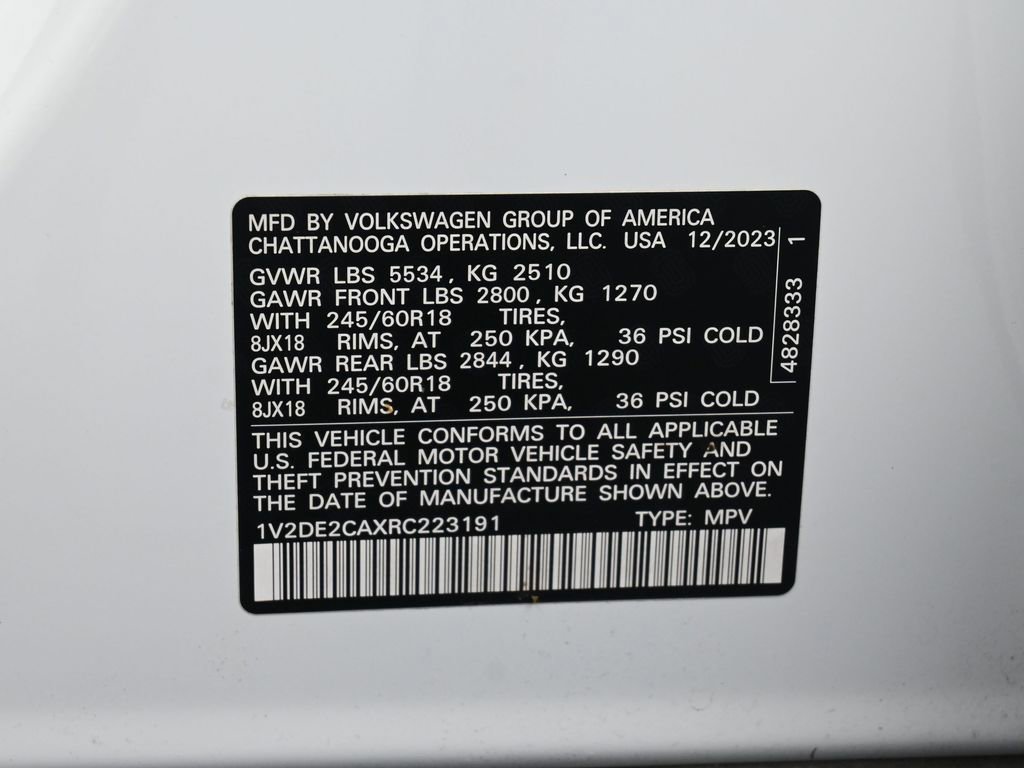 MFD BY VOLKSWAGEN GROUP OF AMERICA
CHATTANOOGA OPERATIONS, LLC. USA 12/2023
GVWR LBS 5534, KG 2510
GAWR FRONT LBS 2800, KG 1270
WITH 245/60R18 TIRES,
8JX18 RIMS, AT 250 KPA, 36 PSI COLD
GAWR REAR LBS 2844, KG 1290
WITH 245/60R18 TIRES,
8JX18 RIMS, AT 250 KPA, 36 PSI COLD
4828333 1
THIS VEHICLE CONFORMS TO ALL APPLICABLE
U.S. FEDERAL MOTOR VEHICLE SAFETY AND
THEFT PREVENTION STANDARDS IN EFFECT ON
THE DATE OF MANUFACTURE SHOWN ABOVE.
1V2DE2CAXRC223191 TYPE: MPV